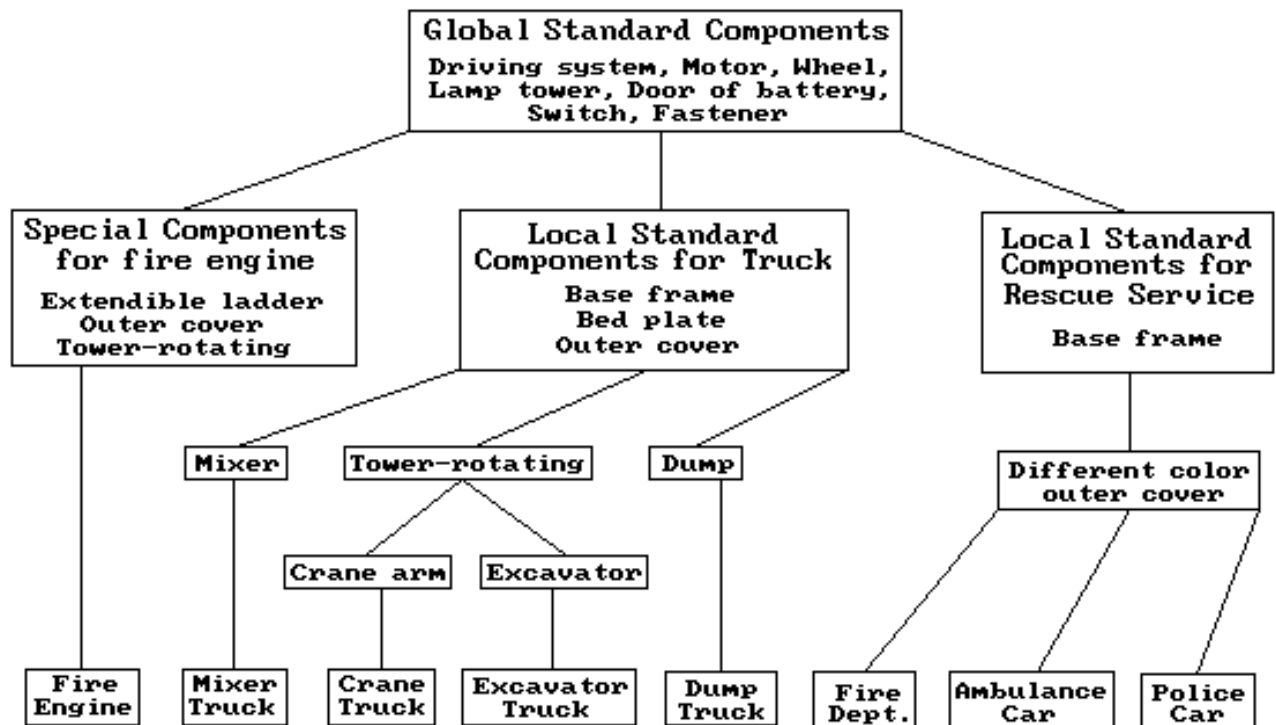 Global Standard Components
Driving system, Motor, Wheel,
Lamp tower, Door of battery,
Switch, Fastener
Special Components
for fire engine
Extendible ladder
Outer cover
Tower-rotating
Local Standard
Components for Truck
Base frame
Bed plate
Outer cover
Local Standard
Components for
Rescue Service
Base frame
Mixer
Tower-rotating
Dump
Different color
outer cover
Crane arm
Excavator
Fire
Engine
Mixer
Truck
Crane
Truck
Excavator
Truck
Dump
Truck
Fire
Dept.
Ambulance
Car
Police
Car